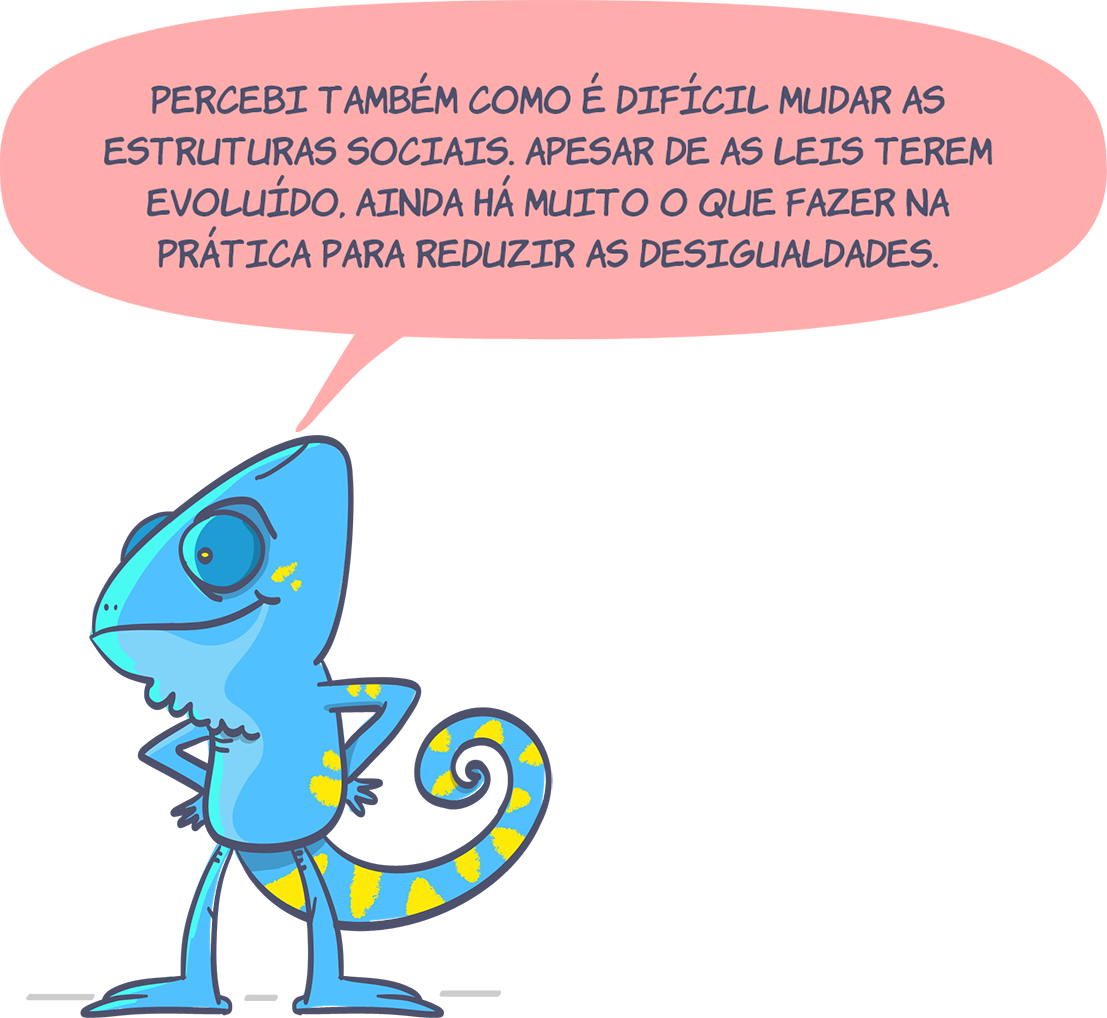 PERCEBI TAMBÉM COMO É DIFÍCIL MUDAR AS
ESTRUTURAS SOCIAIS. APESAR DE AS LEIS TEREM
EVOLUÍDO, AINDA HÁ MUITO O QUE FAZER NA
PRÁTICA PARA REDUZIR AS DESIGUALDADES.